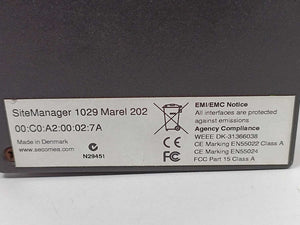 SiteManager 1029 Marel 202
00:C0:A2:00:02:7A
Made in Denmark
www.secomea.com
N29451
EMI/EMC Notice
All interfaces are protected
against emissions
Agency Compliance
WEEE DK-31366038
CE Marking EN55022 Class A
CE Marking EN55024
FCC Part 15 Class A